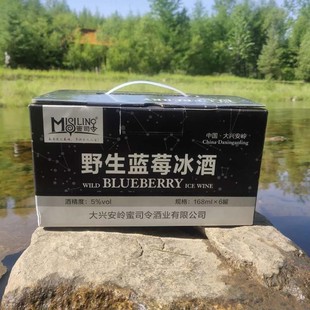 MISILING
蜜司令
中国·大兴安岭
China·Daxinganling
野生蓝莓冰酒
WILD BLUEBERRY ICE WINE
酒精度：5%vol
规格：168ml×6罐
大兴安岭蜜司令酒业有限公司